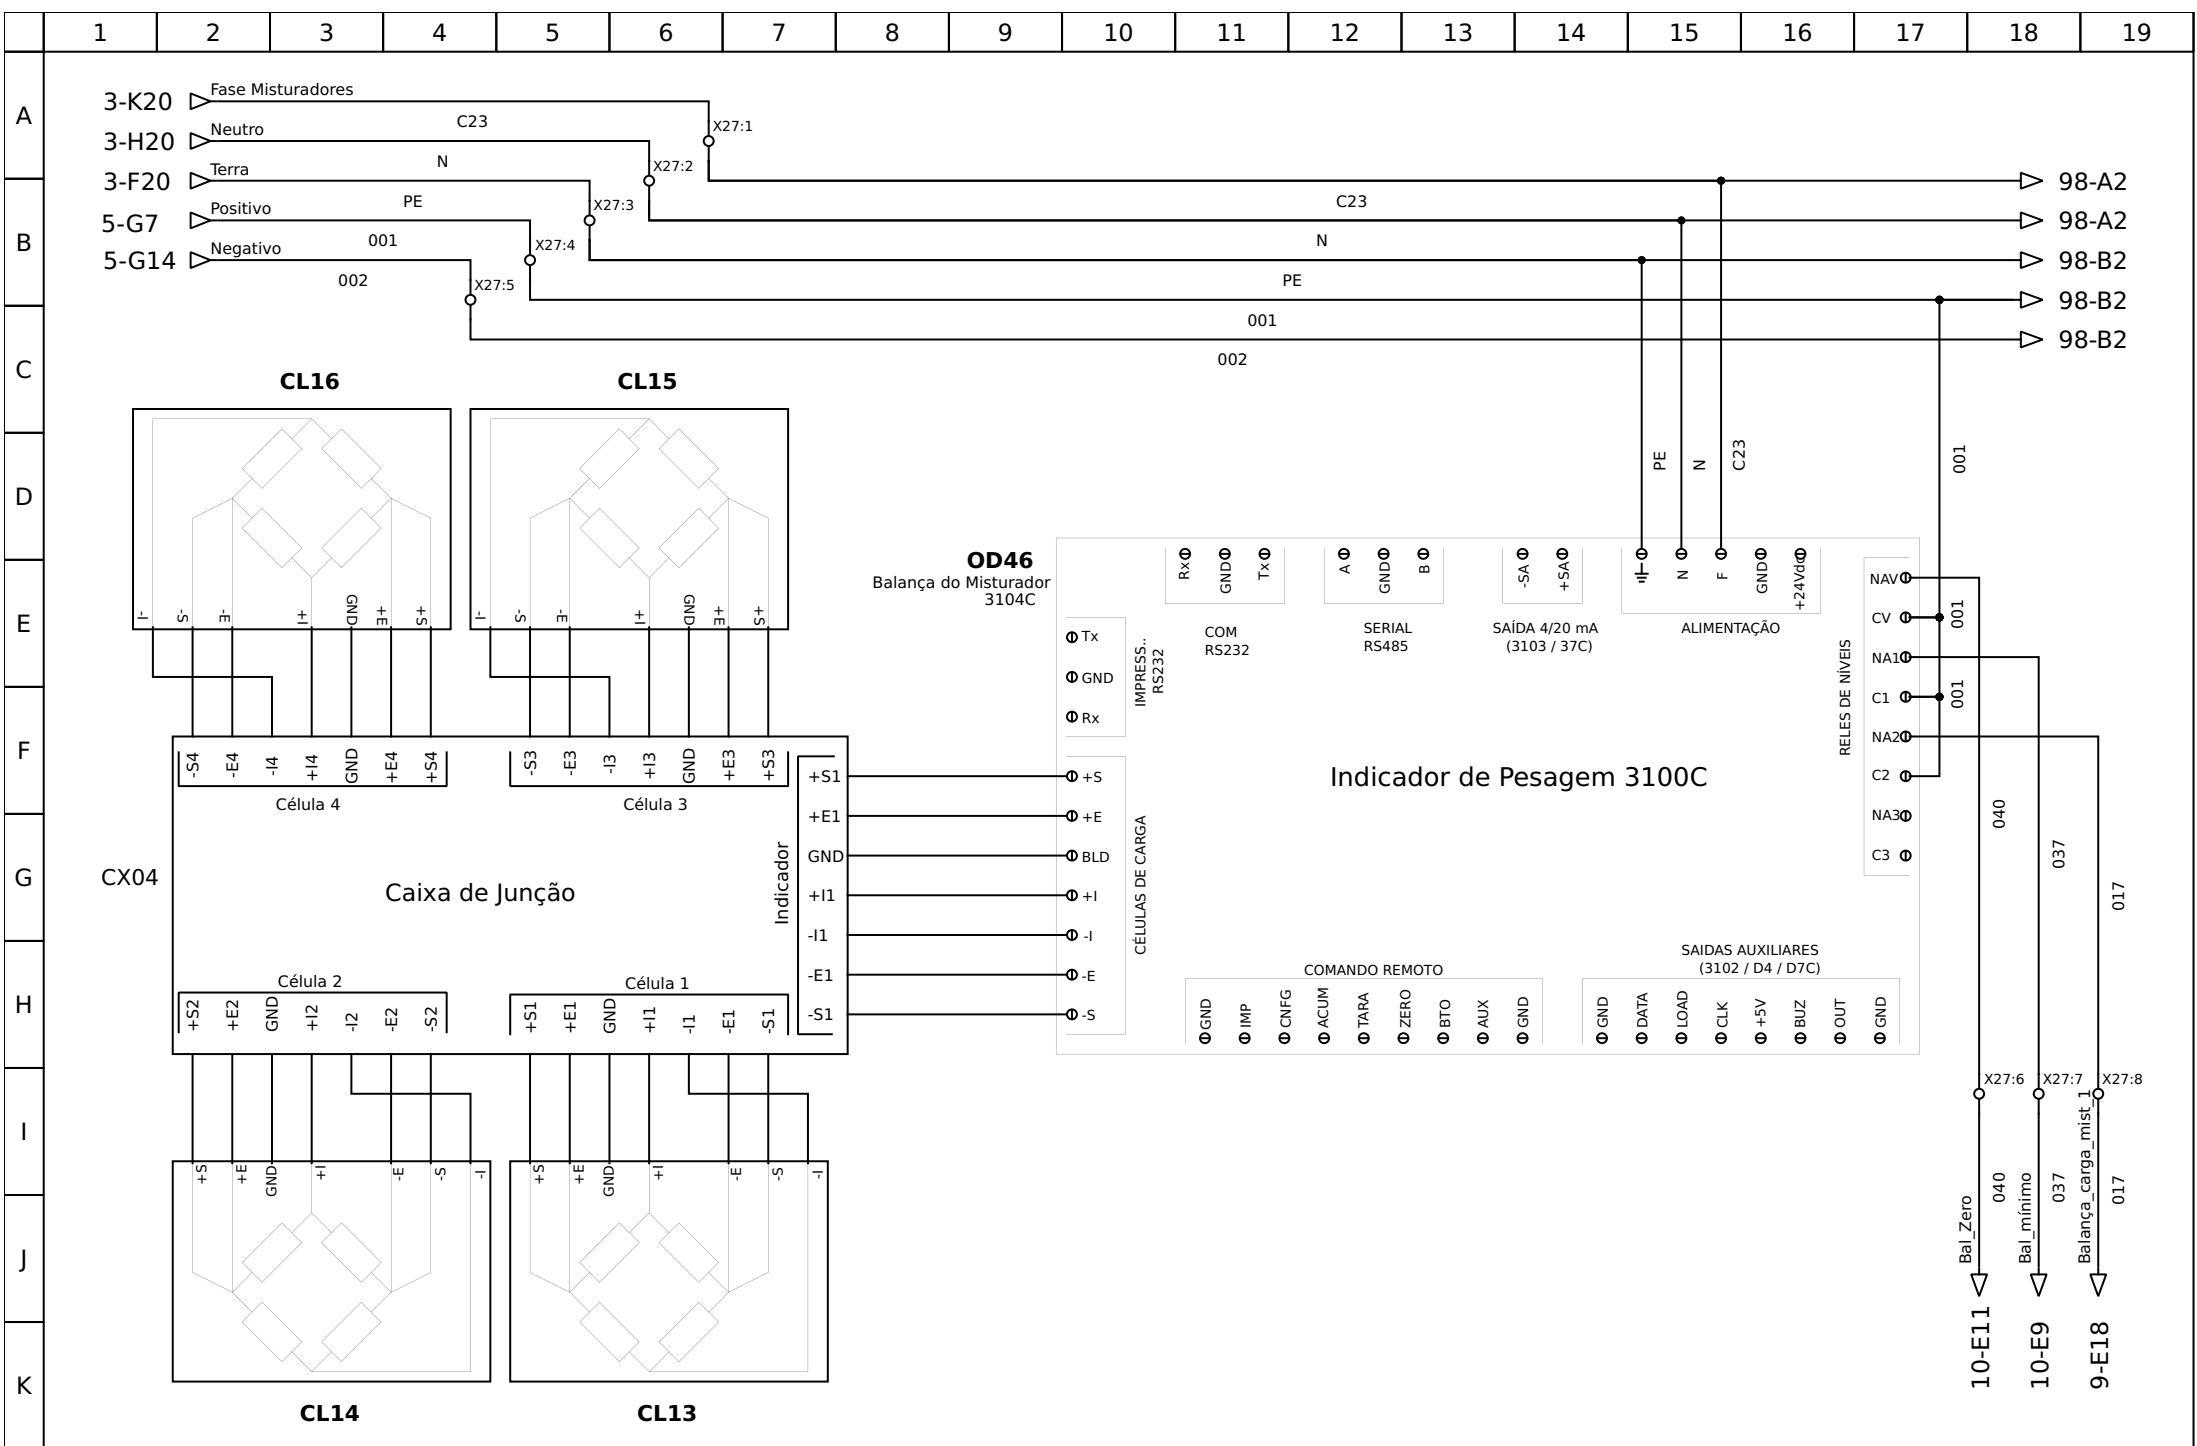 1 2 3 4 5 6 7 8 9 10 11 12 13 14 15 16 17 18 19
A
B
C
D
E
F
G
H
I
J
K
3-K20 Fase Misturadores
C23
X27:1
3-H20 Neutro
N
X27:2
3-F20 Terra
PE
X27:3
5-G7 Positivo
001
X27:4
5-G14 Negativo
002
X27:5
C23
98-A2
N
98-A2
PE
98-B2
001
98-B2
002
98-B2
CL16
-I -S -E +I GND +E +S
CL15
-I -S -E +I GND +E +S
PE
N
C23
001
OD46
Balança do Misturador
3104C
Rx GND Tx
COM
RS232
A GND B
SERIAL
RS485
-SA +SA
SAÍDA 4/20 mA
(3103 / 37C)
N F GND +24Vdc
ALIMENTAÇÃO
Tx
GND
Rx
IMPRESS..
RS232
NAV
CV
NA1
C1
NA2
C2
NA3
C3
RELES DE NÍVEIS
001
001
Indicador de Pesagem 3100C
+S
+E
BLD
+I
-I
-E
-S
CÉLULAS DE CARGA
COMANDO REMOTO
GND IMP CNFG ACUM TARA ZERO BTO AUX GND
SAIDAS AUXILIARES
(3102 / D4 / D7C)
GND DATA LOAD CLK +5V BUZ OUT GND
CX04
Caixa de Junção
-S4 -E4 -I4 +I4 GND +E4 +S4
Célula 4
-S3 -E3 -I3 +I3 GND +E3 +S3
Célula 3
Indicador
+S1
+E1
GND
+I1
-I1
-E1
-S1
Célula 2
+S2 +E2 GND +I2 -I2 -E2 -S2
Célula 1
+S1 +E1 GND +I1 -I1 -E1 -S1
+S +E GND +I -E -S -I
CL14
+S +E GND +I -E -S -I
CL13
040
037
017
X27:6
X27:7
X27:8
Bal_Zero
040
10-E11
Bal_mínimo
037
10-E9
Balança_carga_mist_1
017
9-E18